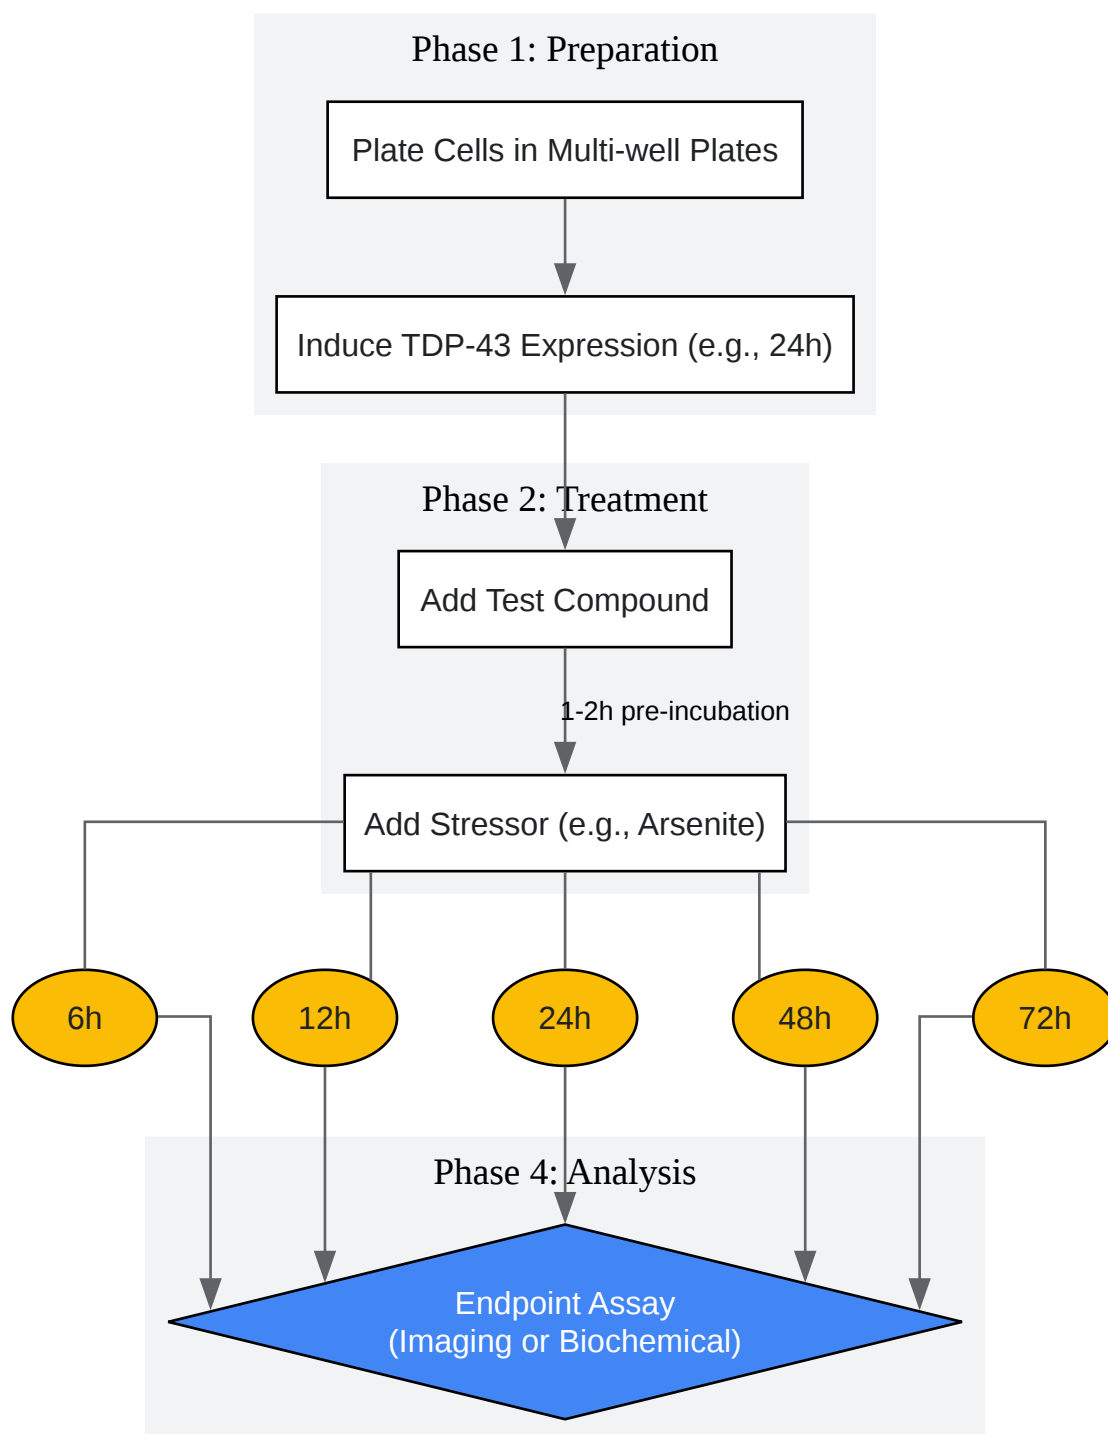 Phase 1: Preparation
Plate Cells in Multi-well Plates
Induce TDP-43 Expression (e.g., 24h)
Phase 2: Treatment
Add Test Compound
1-2h pre-incubation
Add Stressor (e.g., Arsenite)
6h
12h
24h
48h
72h
Phase 4: Analysis
Endpoint Assay
(Imaging or Biochemical)